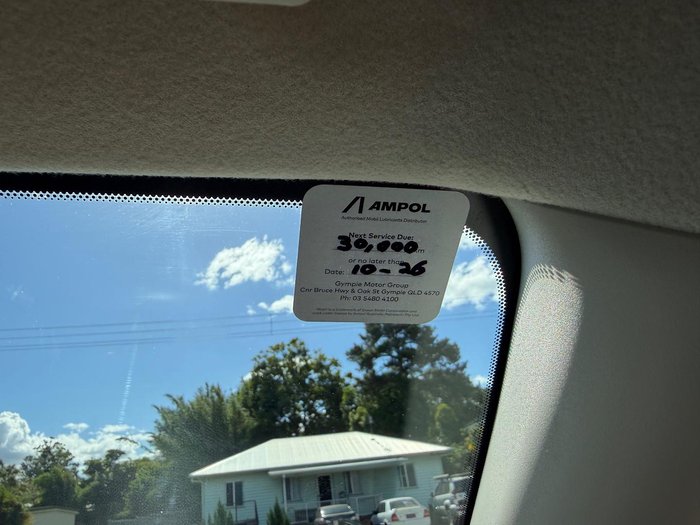 AMPOL
Authorised Mobil Lubricants Distributor
Next Service Due:
30,000 km
or no later than
Date: 10-26
Gympie Motor Group
Cnr Bruce Hwy & Oak St Gympie QLD 4570
Ph: 03 5480 4100